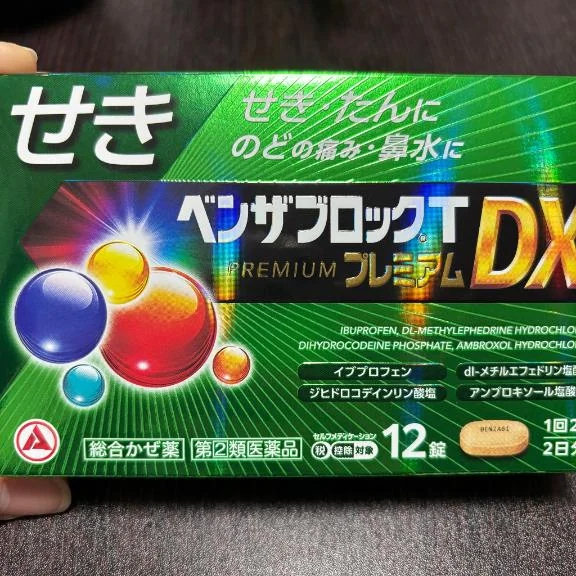 せき
せき・たんに
のどの痛み・鼻水に
ベンザブロック®T DX
PREMIUM プレミアム
IBUPROFEN, DL-METHYLEPHEDRINE HYDROCHLO
DIHYDROCODEINE PHOSPHATE, AMBROXOL HYDROCHLO
イブプロフェン
dl-メチルエフェドリン塩酸
ジヒドロコデインリン酸塩
アンブロキソール塩酸
総合かぜ薬
第②類医薬品
セルフメディケーション
税 控除 対象
12錠
BENZA81
1回2
2日分